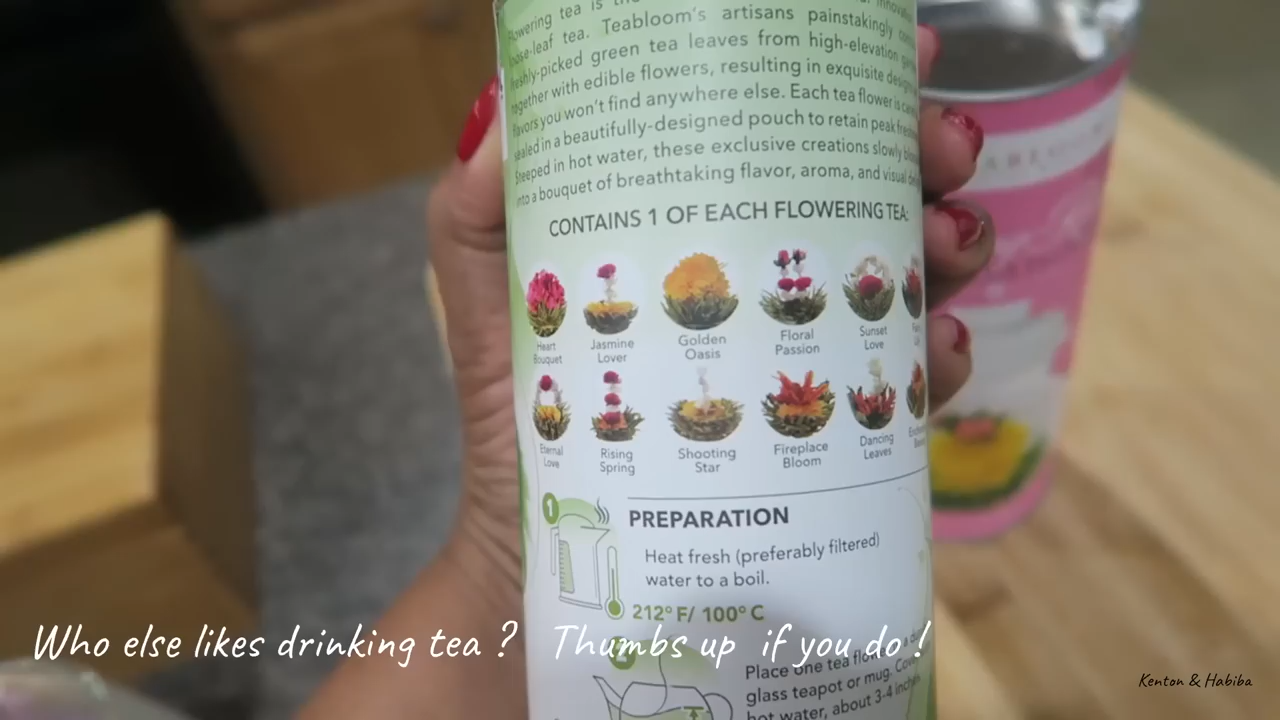 Flowering tea is the
loose-leaf tea. Teabloom's artisans painstakingly
freshly-picked green tea leaves from high-elevation
together with edible flowers, resulting in exquisite
flavors you won't find anywhere else. Each tea flower is
sealed in a beautifully-designed pouch to retain peak
Steeped in hot water, these exclusive creations slowly
into a bouquet of breathtaking flavor, aroma, and visual
CONTAINS 1 OF EACH FLOWERING TEA:
Heart Bouquet
Jasmine Lover
Golden Oasis
Floral Passion
Sunset Love
Eternal Love
Rising Spring
Shooting Star
Fireplace Bloom
Dancing Leaves
1
PREPARATION
Heat fresh (preferably filtered)
water to a boil.
212° F/ 100° C
2
Place one tea
glass teapot or mug.
hot water, about 3-4
Who else likes drinking tea ? Thumbs up if you do !
Kenton & Habiba